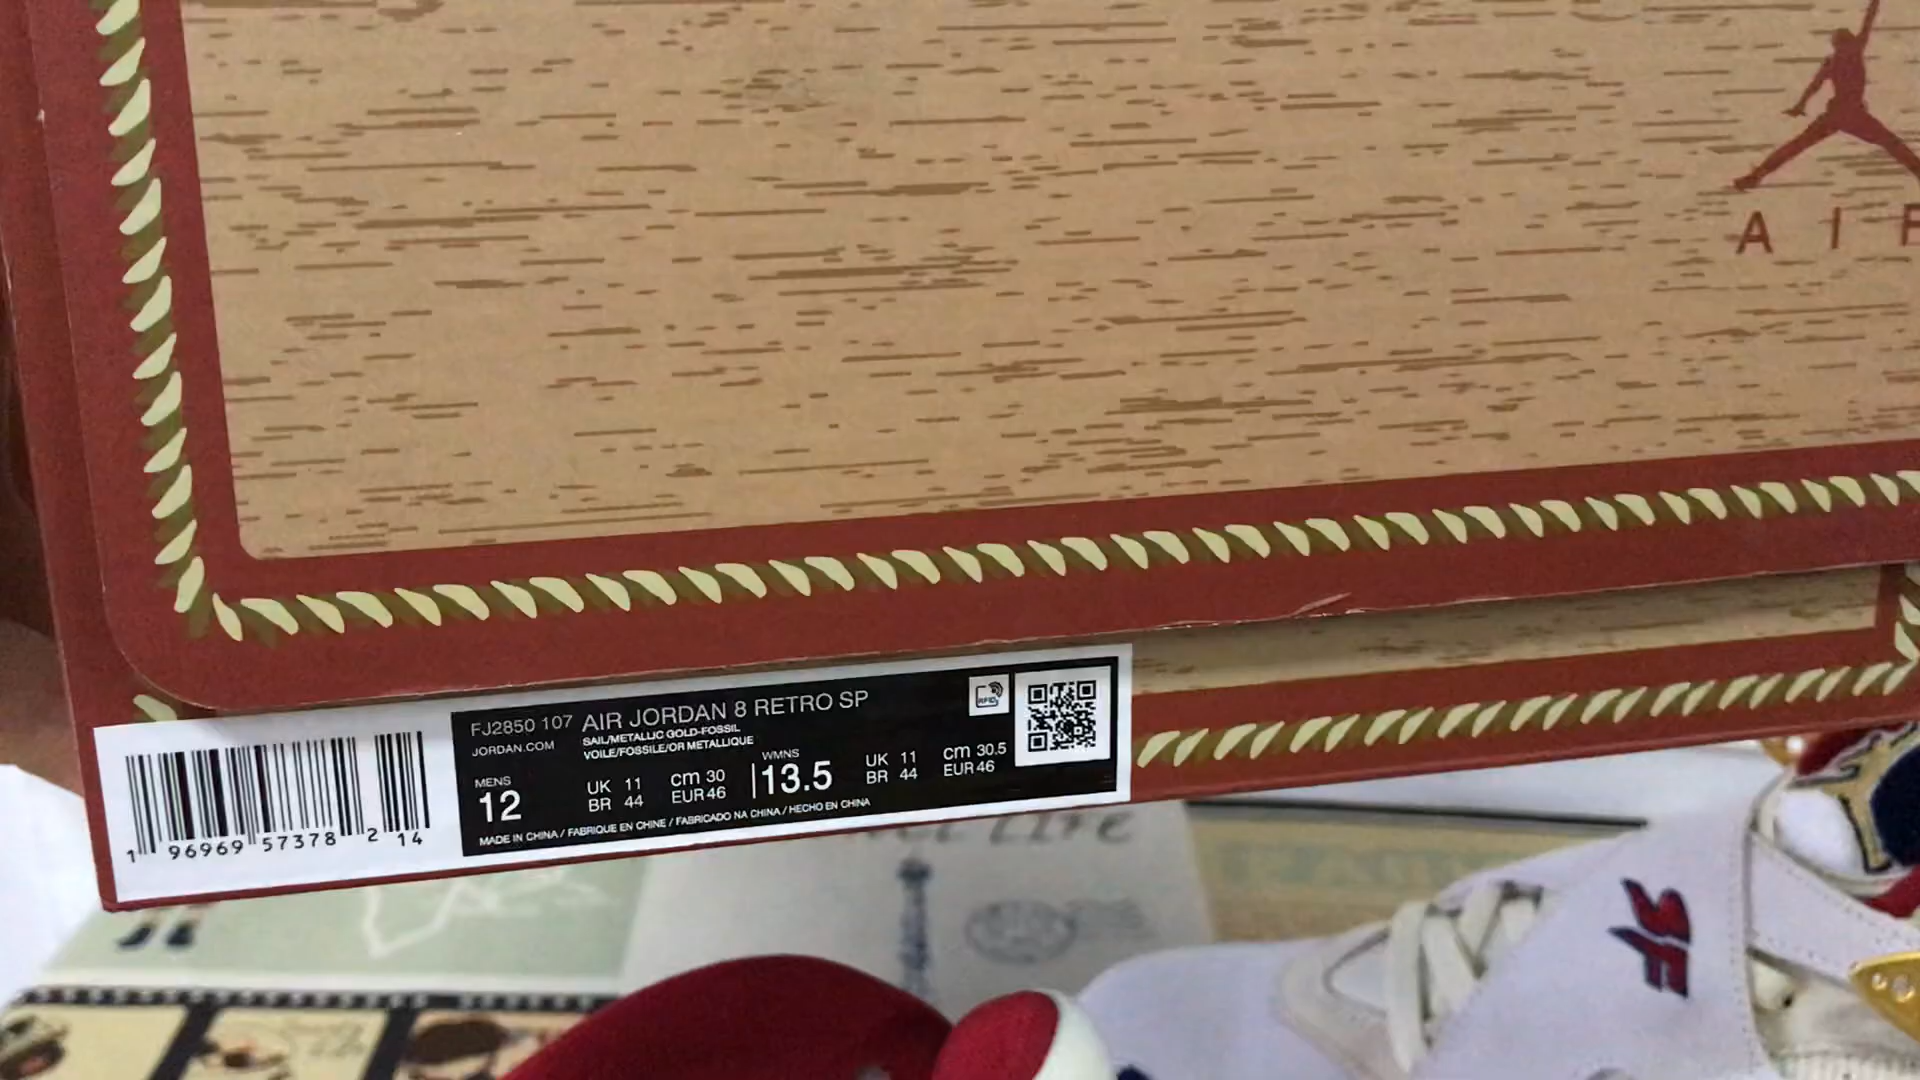 A I
FJ2850 107 AIR JORDAN 8 RETRO SP
JORDAN.COM
SAIL/METALLIC GOLD-FOSSIL
VOILE/FOSSILE/OR METALLIQUE
RFID
MENS
12
UK 11
BR 44
cm 30
EUR 46
WMNS
13.5
UK 11
BR 44
cm 30.5
EUR 46
MADE IN CHINA / FABRIQUE EN CHINE / FABRICADO NA CHINA / HECHO EN CHINA
1 96969 57378 2 14